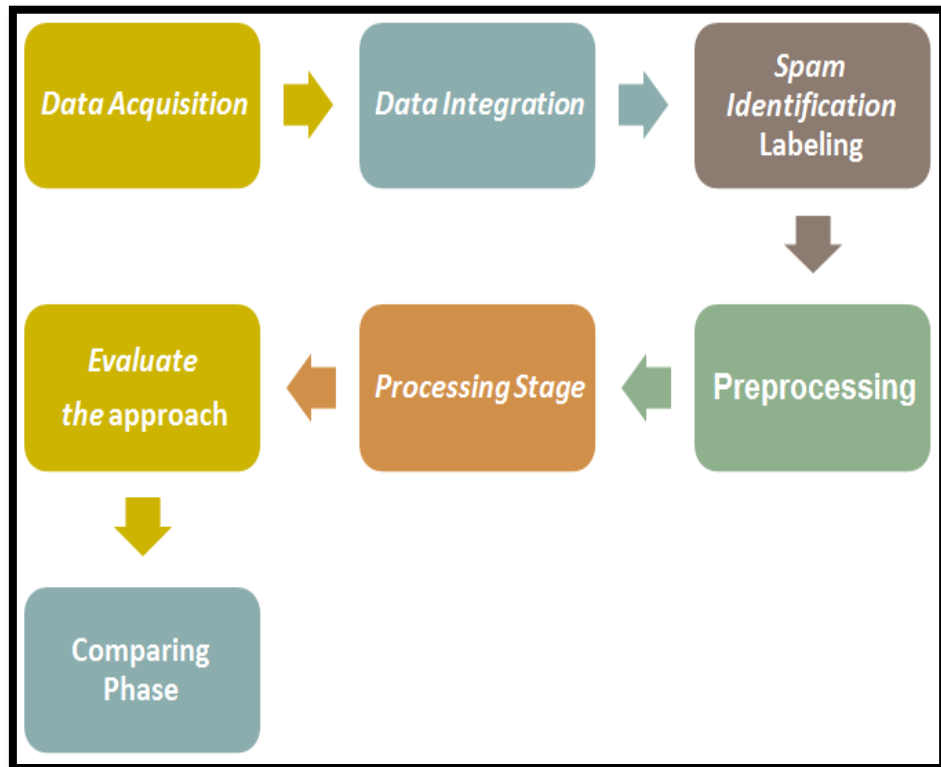 Data Acquisition
Data Integration
Spam
Identification
Labeling
Preprocessing
Processing Stage
Evaluate
the approach
Comparing
Phase